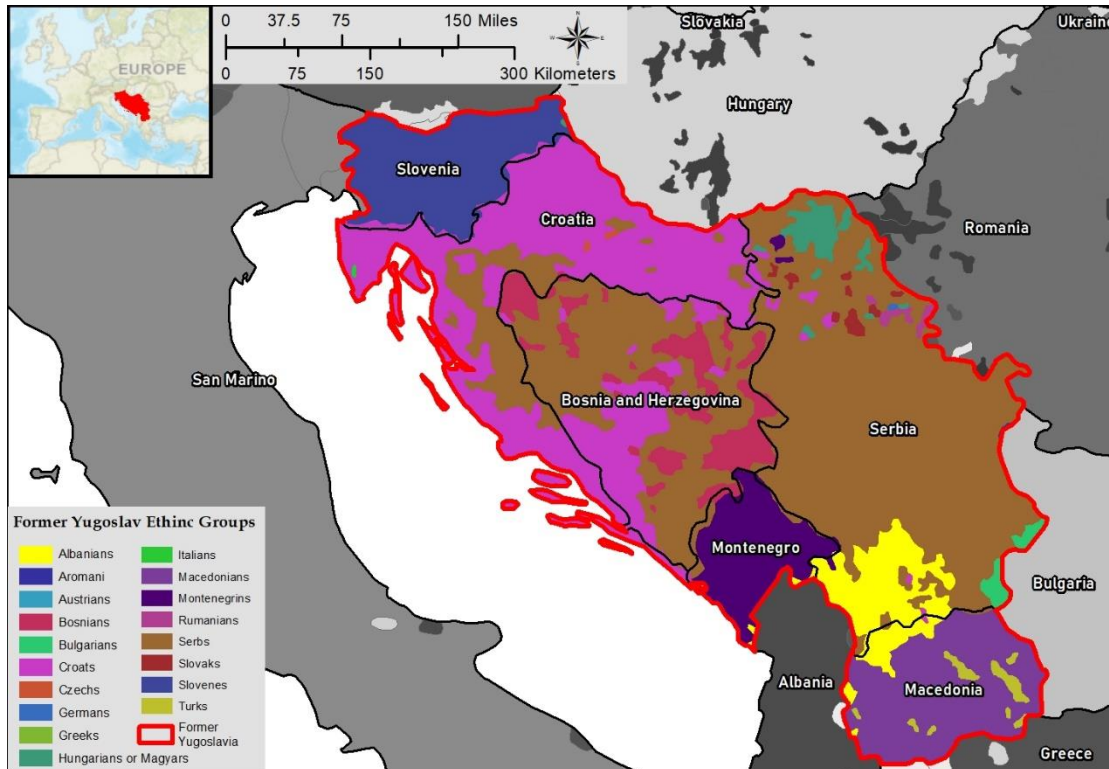 EUROPE
0 37.5 75 150 Miles
0 75 150 300 Kilometers
N
W E
S
Slovakia
Ukraine
Hungary
Slovenia
Croatia
Romania
San Marino
Bosnia and Herzegovina
Serbia
Montenegro
Bulgaria
Albania
Macedonia
Greece
Former Yugoslav Ethinc Groups
Albanians
Aromani
Austrians
Bosnians
Bulgarians
Croats
Czechs
Germans
Greeks
Hungarians or Magyars
Italians
Macedonians
Montenegrins
Rumanians
Serbs
Slovaks
Slovenes
Turks
Former
Yugoslavia